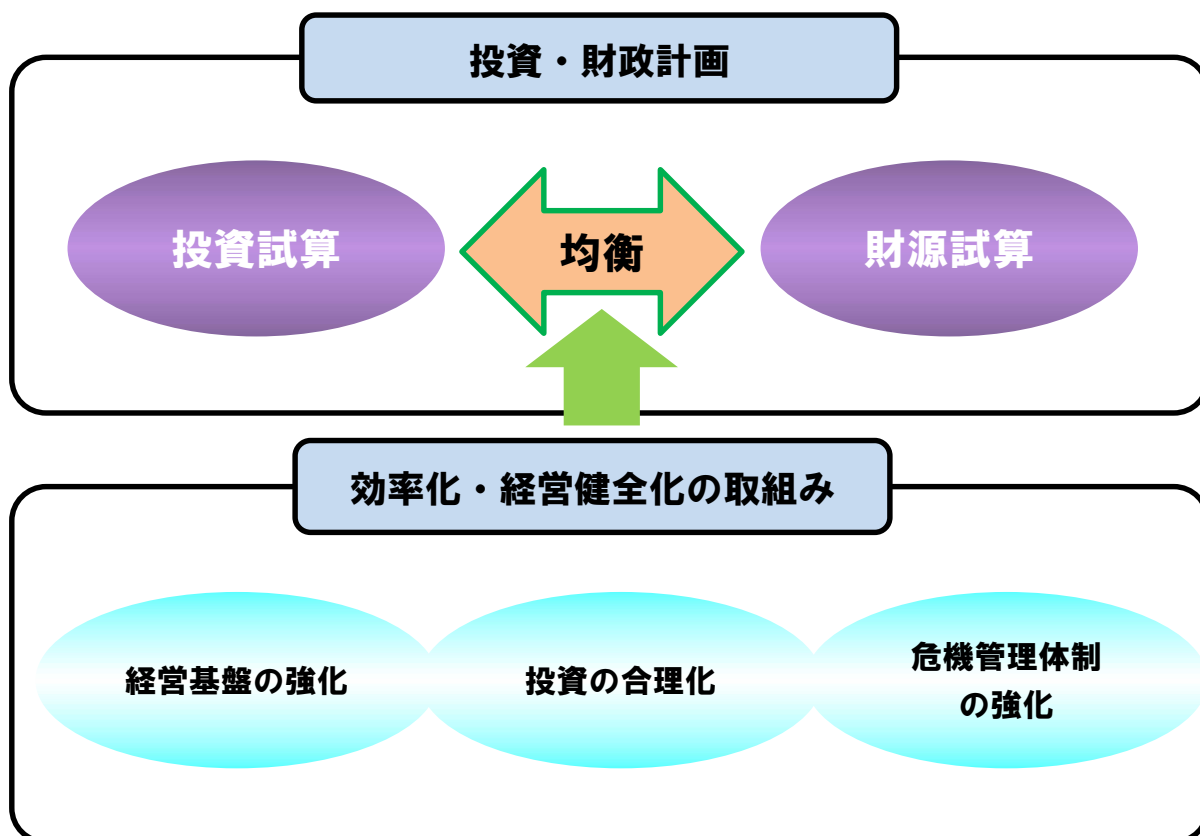 投資・財政計画
投資試算
均衡
財源試算
効率化・経営健全化の取組み
経営基盤の強化
投資の合理化
危機管理体制
の強化